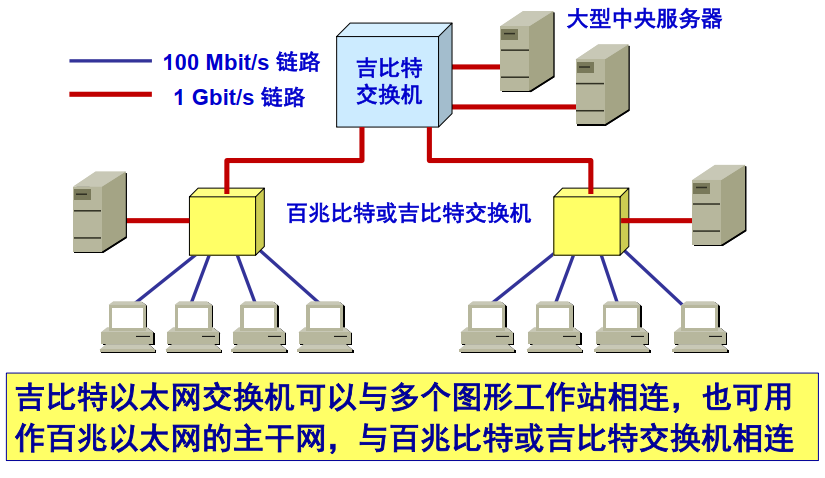 大型中央服务器
100 Mbit/s 链路
1 Gbit/s 链路
吉比特
交换机
百兆比特或吉比特交换机
吉比特以太网交换机可以与多个图形工作站相连，也可用
作百兆以太网的主干网，与百兆比特或吉比特交换机相连